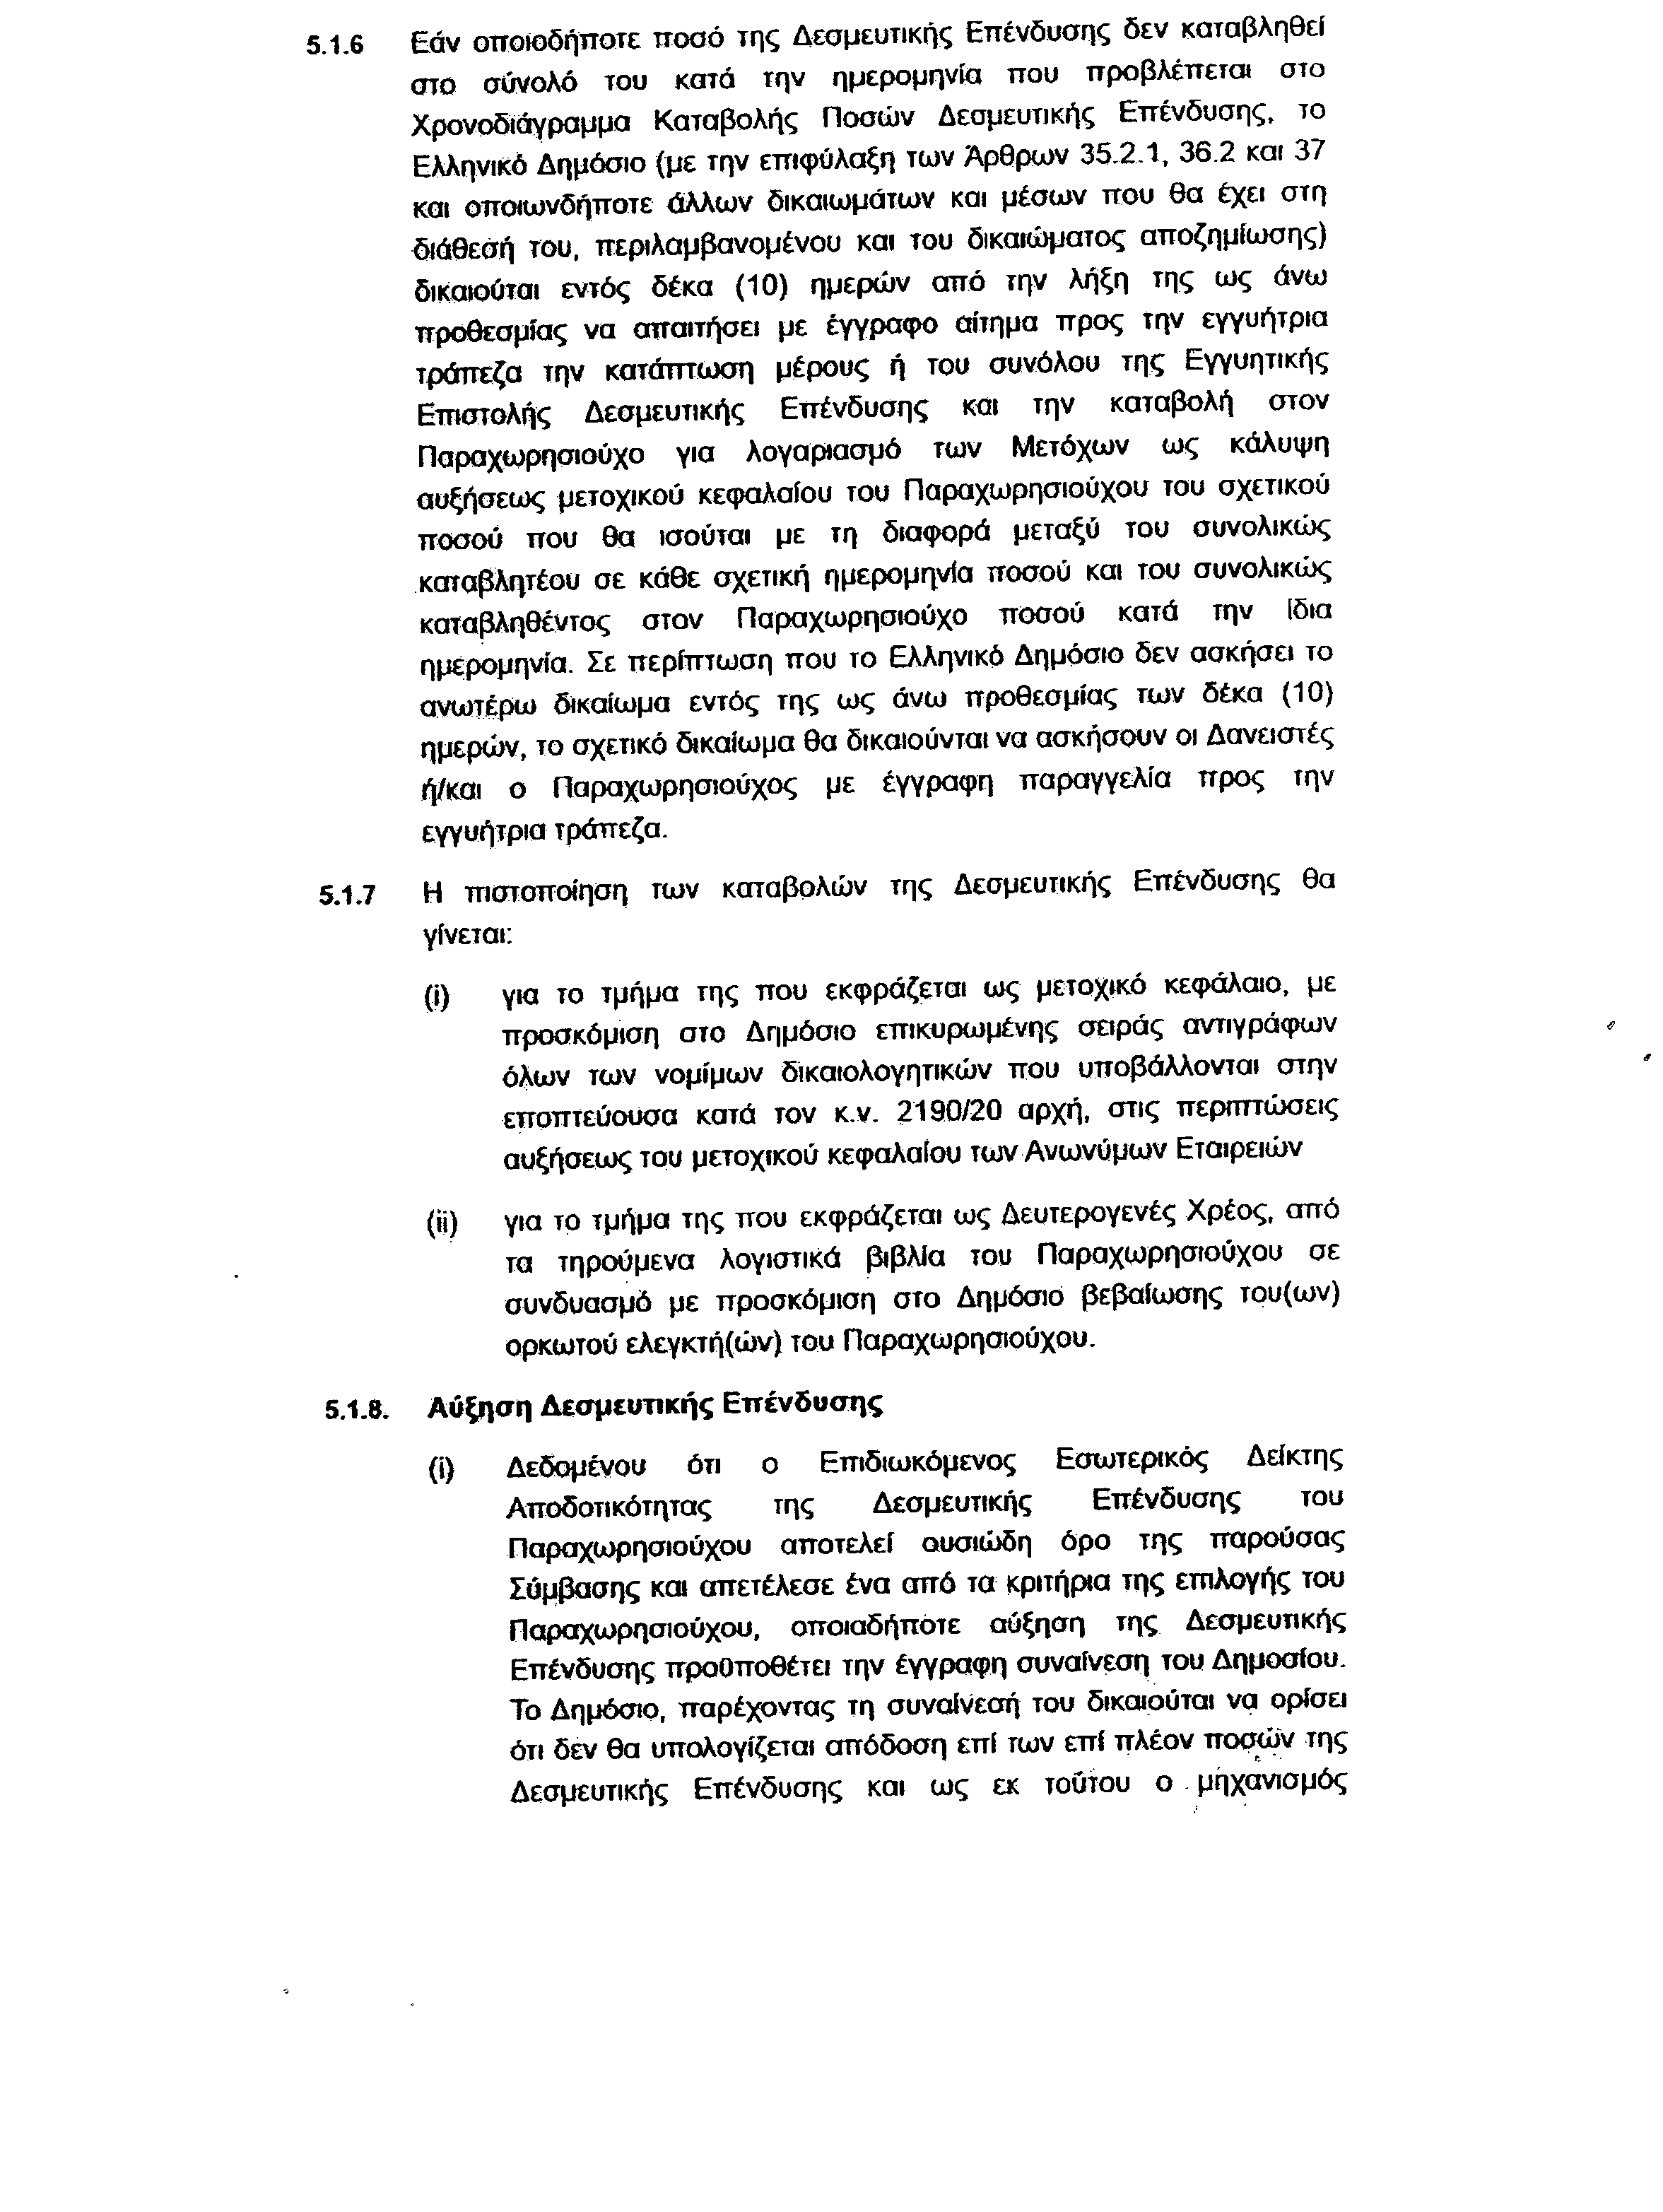 5.1.6 Εάν οποιοδήποτε ποσό της Δεσμευτικής Επένδυσης δεν καταβληθεί
στο σύνολό του κατά την ημερομηνία που προβλέπεται στο
Χρονοδιάγραμμα Καταβολής Ποσών Δεσμευτικής Επένδυσης, το
Ελληνικό Δημόσιο (με την επιφύλαξη των Άρθρων 35.2.1, 36.2 και 37
και οποιωνδήποτε άλλων δικαιωμάτων και μέσων που θα έχει στη
διάθεσή του, περιλαμβανομένου και του δικαιώματος αποζημίωσης)
δικαιούται εντός δέκα (10) ημερών από την λήξη της ως άνω
προθεσμίας να απαιτήσει με έγγραφο αίτημα προς την εγγυήτρια
τράπεζα την κατάπτωση μέρους ή του συνόλου της Εγγυητικής
Επιστολής Δεσμευτικής Επένδυσης και την καταβολή στον
Παραχωρησιούχο για λογαριασμό των Μετόχων ως κάλυψη
αυξήσεως μετοχικού κεφαλαίου του Παραχωρησιούχου του σχετικού
ποσού που θα ισούται με τη διαφορά μεταξύ του συνολικώς
καταβλητέου σε κάθε σχετική ημερομηνία ποσού και του συνολικώς
καταβληθέντος στον Παραχωρησιούχο ποσού κατά την ίδια
ημερομηνία. Σε περίπτωση που το Ελληνικό Δημόσιο δεν ασκήσει το
ανωτέρω δικαίωμα εντός της ως άνω προθεσμίας των δέκα (10)
ημερών, το σχετικό δικαίωμα θα δικαιούνται να ασκήσουν οι Δανειστές
ή/και ο Παραχωρησιούχος με έγγραφη παραγγελία προς την
εγγυήτρια τράπεζα.
5.1.7 Η πιστοποίηση των καταβολών της Δεσμευτικής Επένδυσης θα
γίνεται:
(i) για το τμήμα της που εκφράζεται ως μετοχικό κεφάλαιο, με
προσκόμιση στο Δημόσιο επικυρωμένης σειράς αντιγράφων
όλων των νομίμων δικαιολογητικών που υποβάλλονται στην
εποπτεύουσα κατά τον κ.ν. 2190/20 αρχή, στις περιπτώσεις
αυξήσεως του μετοχικού κεφαλαίου των Ανωνύμων Εταιρειών
(ii) για το τμήμα της που εκφράζεται ως Δευτερογενές Χρέος, από
τα τηρούμενα λογιστικά βιβλία του Παραχωρησιούχου σε
συνδυασμό με προσκόμιση στο Δημόσιο βεβαίωσης του(ων)
ορκωτού ελεγκτή(ών) του Παραχωρησιούχου.
5.1.8. Αύξηση Δεσμευτικής Επένδυσης
(i) Δεδομένου ότι ο Επιδιωκόμενος Εσωτερικός Δείκτης
Αποδοτικότητας της Δεσμευτικής Επένδυσης του
Παραχωρησιούχου αποτελεί ουσιώδη όρο της παρούσας
Σύμβασης και απετέλεσε ένα από τα κριτήρια της επιλογής του
Παραχωρησιούχου, οποιαδήποτε αύξηση της Δεσμευτικής
Επένδυσης προϋποθέτει την έγγραφη συναίνεση του Δημοσίου.
Το Δημόσιο, παρέχοντας τη συναίνεσή του δικαιούται να ορίσει
ότι δεν θα υπολογίζεται απόδοση επί των επί πλέον ποσών της
Δεσμευτικής Επένδυσης και ως εκ τούτου ο μηχανισμός